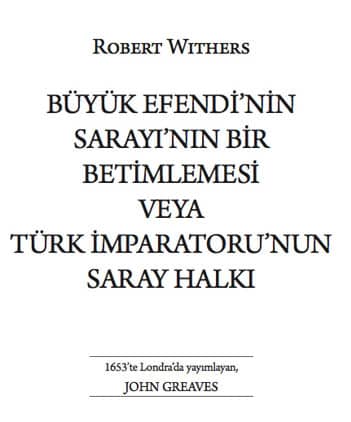 ROBERT WITHERS
BÜYÜK EFENDİ’NİN
SARAYI’NIN BİR
BETİMLEMESİ
VEYA
TÜRK İMPARATORU’NUN
SARAY HALKI
1653’te Londra’da yayımlayan,
JOHN GREAVES